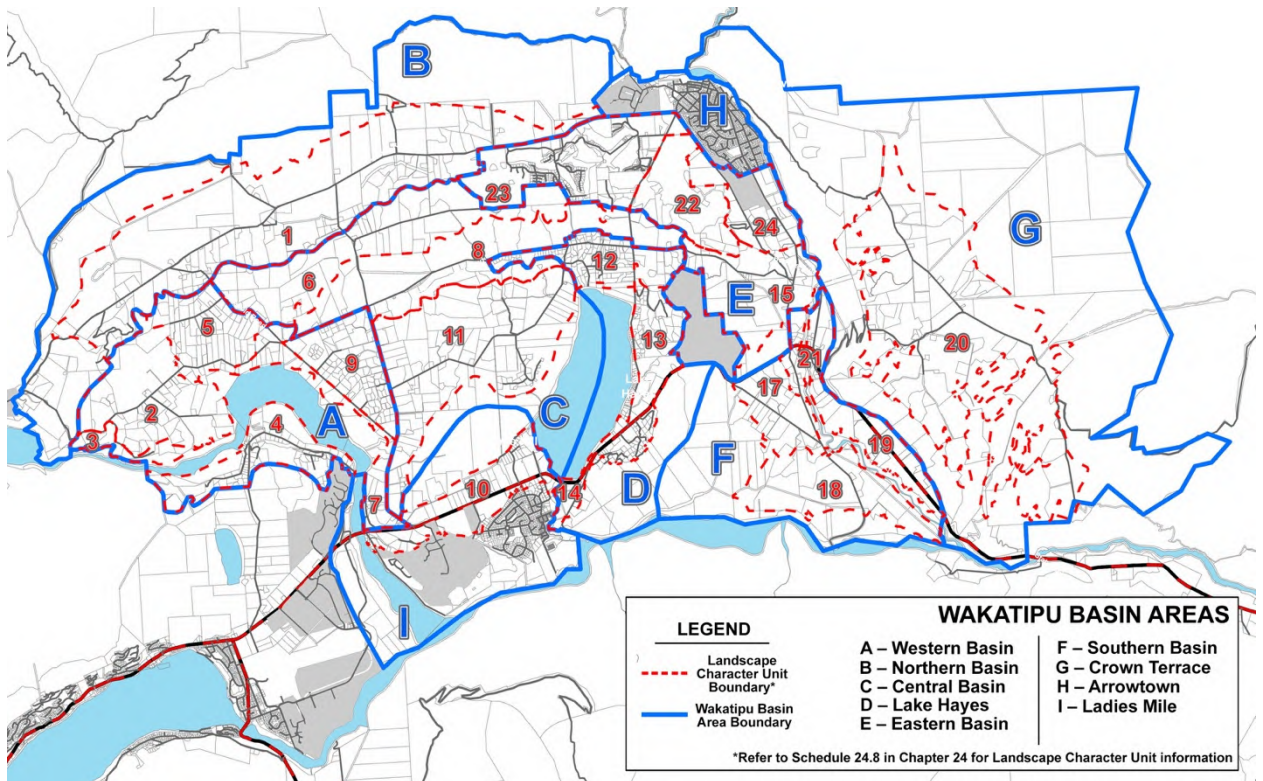 B
H
23
22
24
G
1
8
12
6
E
15
5
11
13
20
9
21
La
Ha
17
2
A
C
4
3
19
F
D
10
14
18
7
I
WAKATIPU BASIN AREAS
LEGEND
Landscape
Character Unit
Boundary*
Wakatipu Basin
Area Boundary
A – Western Basin
B – Northern Basin
C – Central Basin
D – Lake Hayes
E – Eastern Basin
F – Southern Basin
G – Crown Terrace
H – Arrowtown
I – Ladies Mile
)
*Refer to Schedule 24.8 in Chapter 24 for Landscape Character Unit information